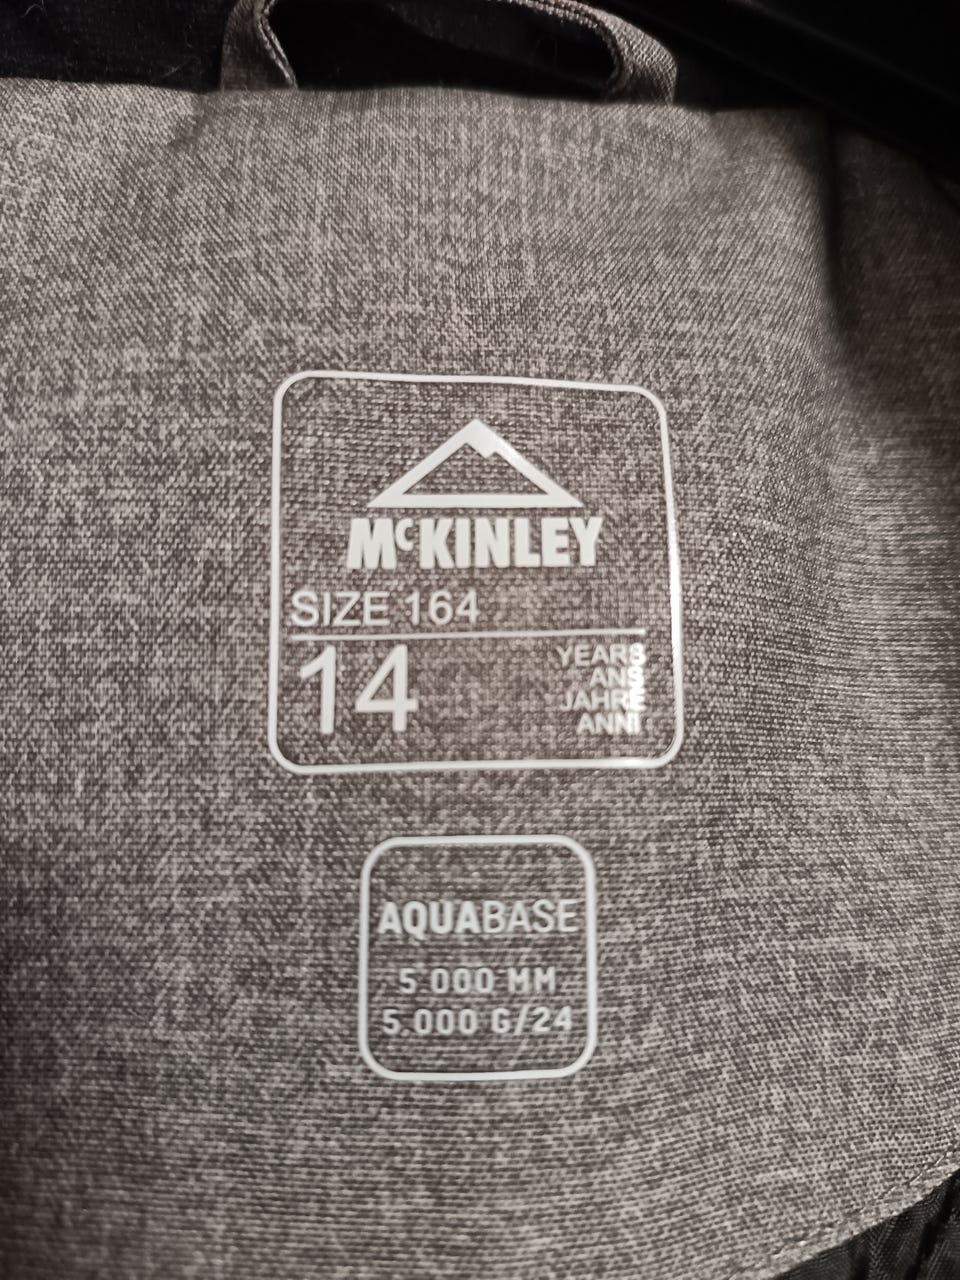 McKINLEY
SIZE 164
14
YEARS
ANS
JAHRE
ANNI
AQUABASE
5.000 MM
5.000 G/24